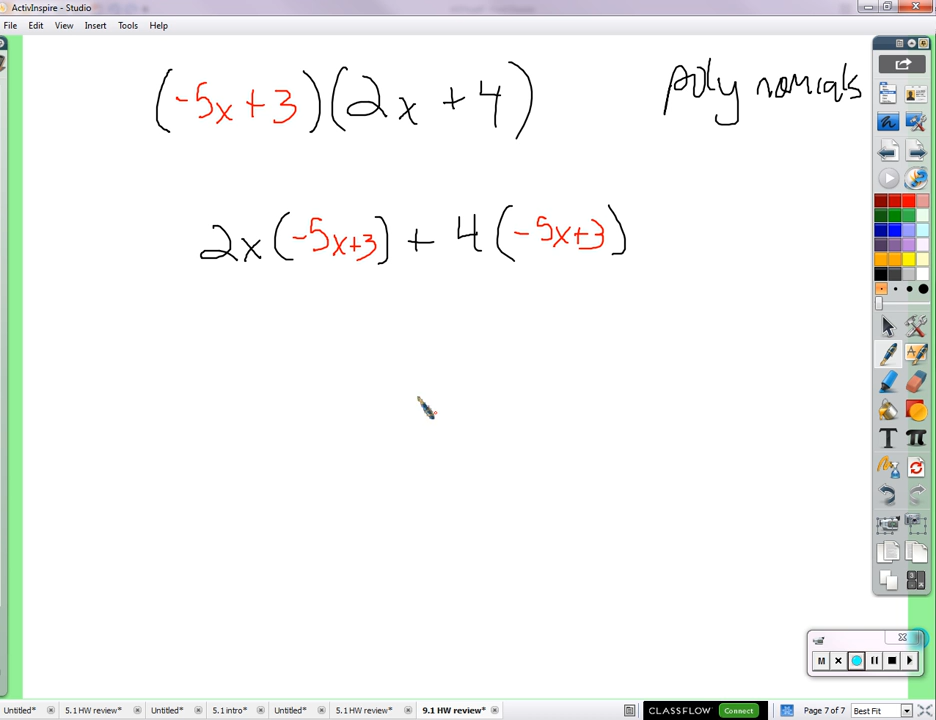 ActivInspire - Studio
File Edit View Insert Tools Help
(-5x+3)(2x+4) polynomials
2x(-5x+3)+4(-5x+3)
Untitled* 5.1 HW review* Untitled* 5.1 intro* Untitled* 5.1 HW review* 9.1 HW review* CLASSFLOW Connect Page 7 of 7 Best Fit